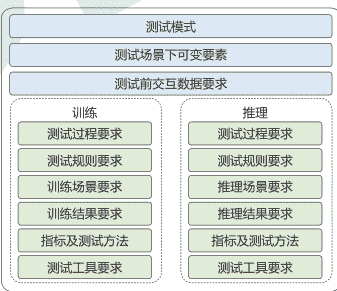 测试模式
测试场景下可变要素
测试前交互数据要求
训练
测试过程要求
测试规则要求
训练场景要求
训练结果要求
指标及测试方法
测试工具要求
推理
测试过程要求
测试规则要求
推理场景要求
推理结果要求
指标及测试方法
测试工具要求